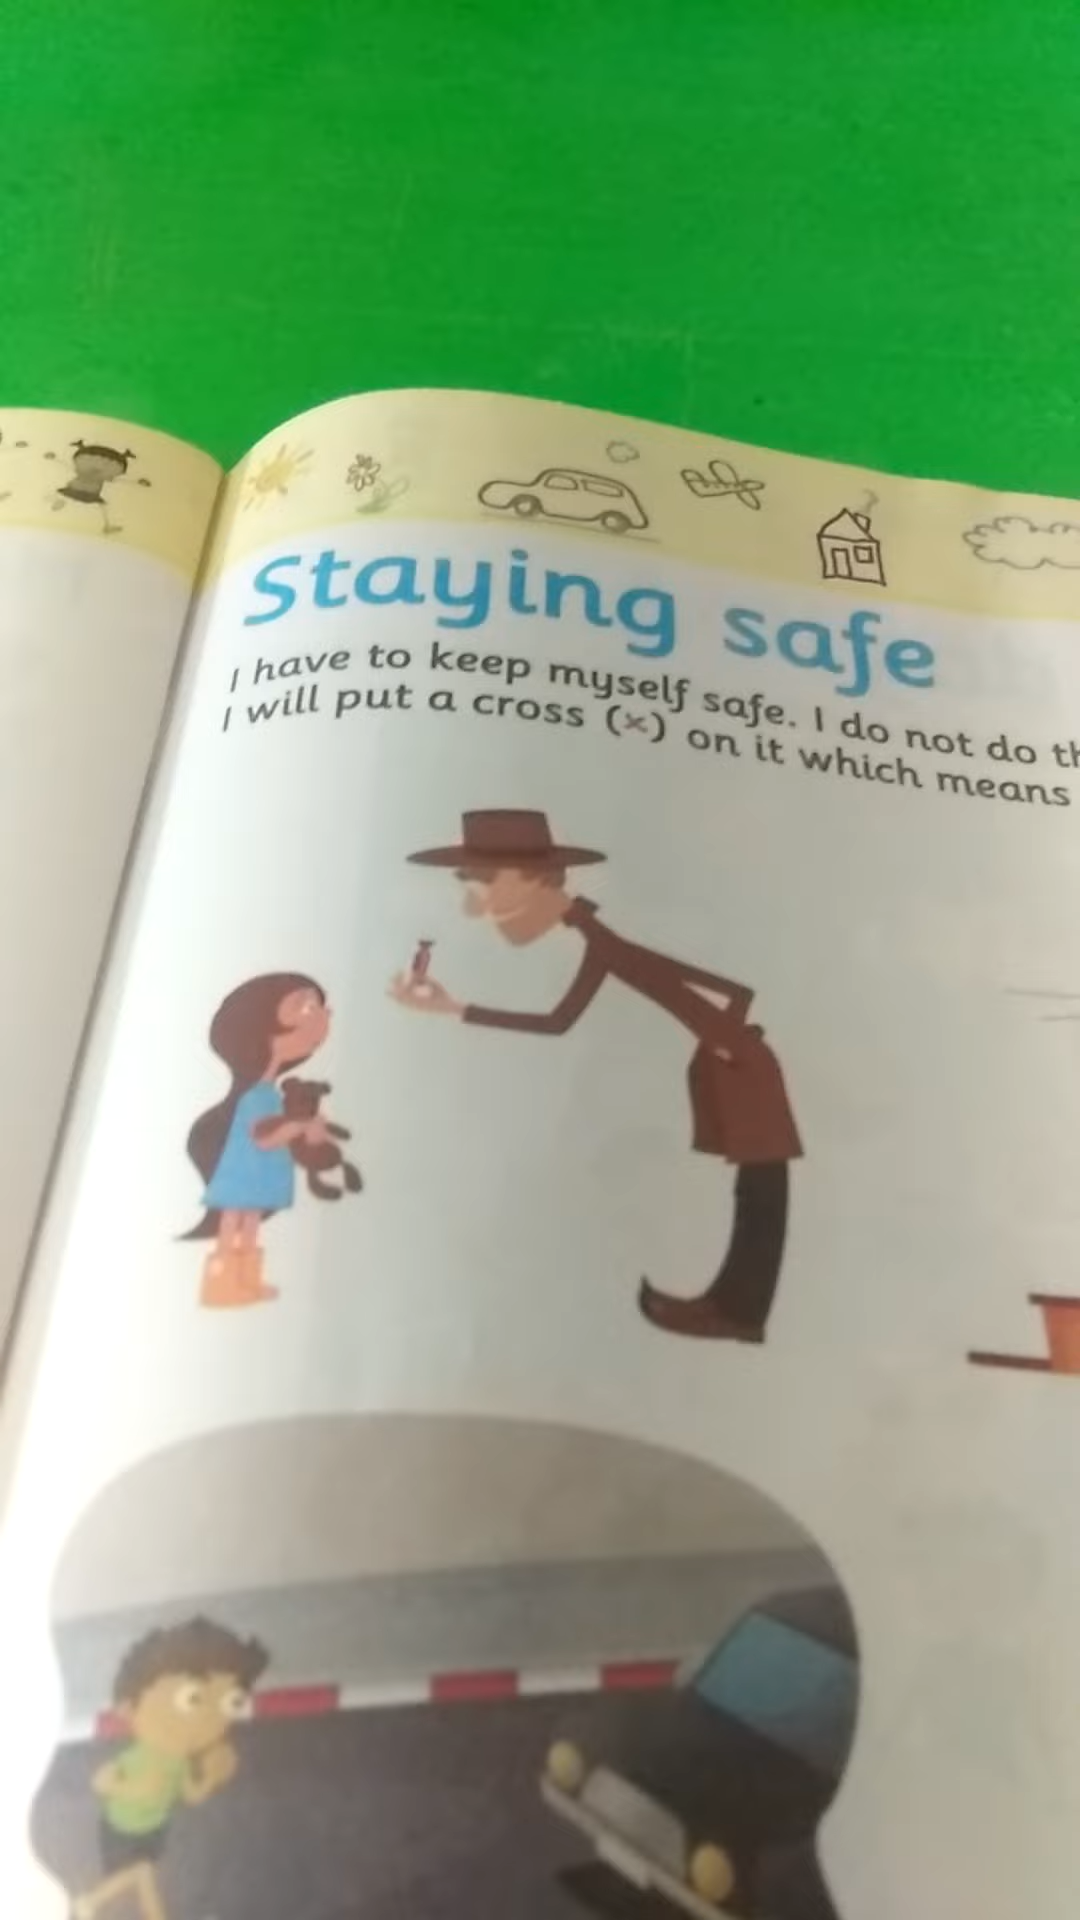 Staying safe
I have to keep myself safe. I do not do
I will put a cross (×) on it which means